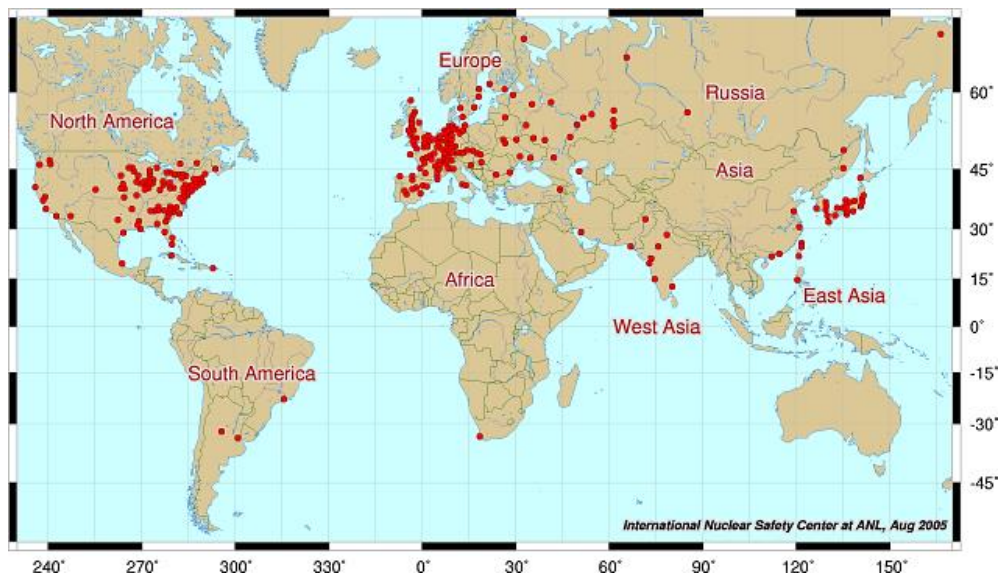 Europe
60°
Russia
North America
Asia
45°
30°
Africa
15°
East Asia
West Asia
0°
South America
-15°
-30°
-45°
International Nuclear Safety Center at ANL, Aug 2005
240° 270° 300° 330° 0° 30° 60° 90° 120° 150°